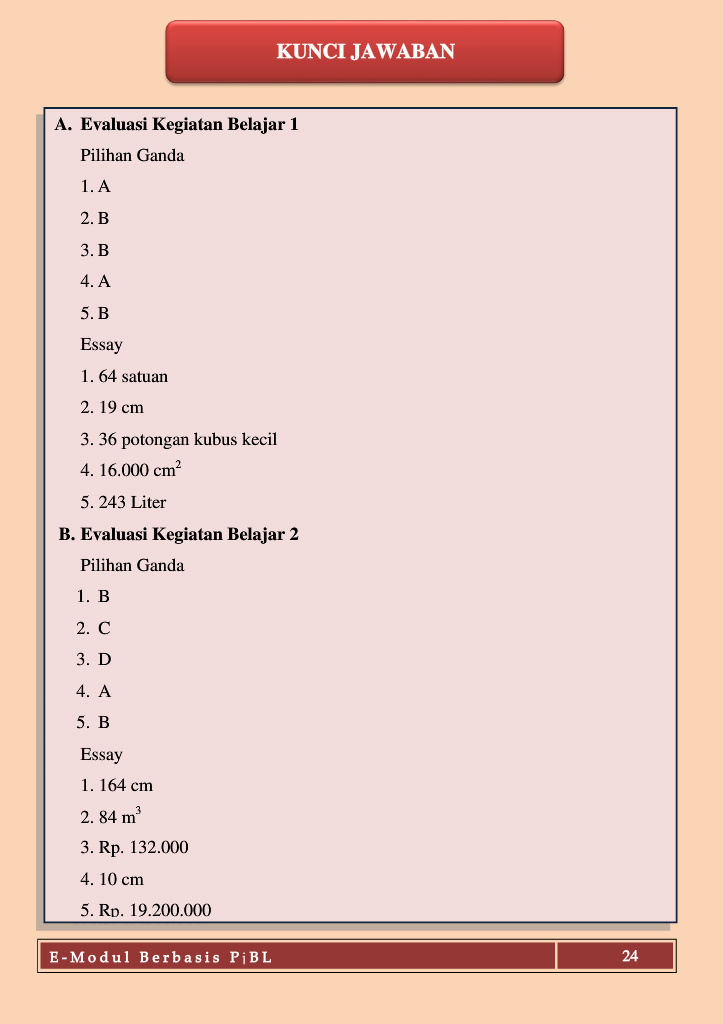 KUNCI JAWABAN
A. Evaluasi Kegiatan Belajar 1
Pilihan Ganda
1. A
2. B
3. B
4. A
5. B
Essay
1. 64 satuan
2. 19 cm
3. 36 potongan kubus kecil
4. 16.000 cm²
5. 243 Liter
B. Evaluasi Kegiatan Belajar 2
Pilihan Ganda
1. B
2. C
3. D
4. A
5. B
Essay
1. 164 cm
2. 84 m³
3. Rp. 132.000
4. 10 cm
5. Rp. 19.200.000
E-Modul Berbasis PjBL 24